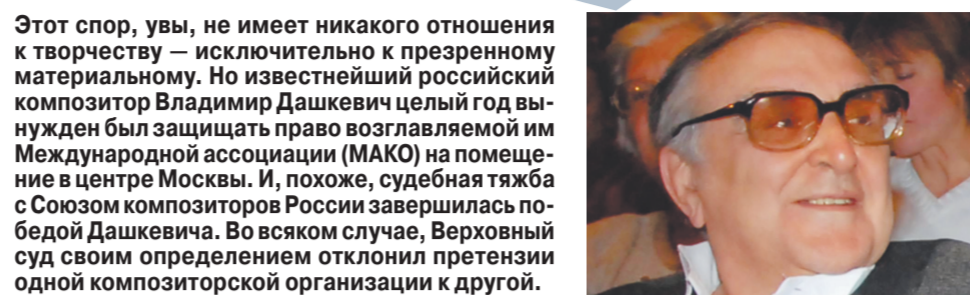 Этот спор, увы, не имеет никакого отношения
к творчеству — исключительно к презренному
материальному. Но известнейший российский
композитор Владимир Дашкевич целый год вы-
нужден был защищать право возглавляемой им
Международной ассоциации (МАКО) на помеще-
ние в центре Москвы. И, похоже, судебная тяжба
с Союзом композиторов России завершилась по-
бедой Дашкевича. Во всяком случае, Верховный
суд своим определением отклонил претензии
одной композиторской организации к другой.